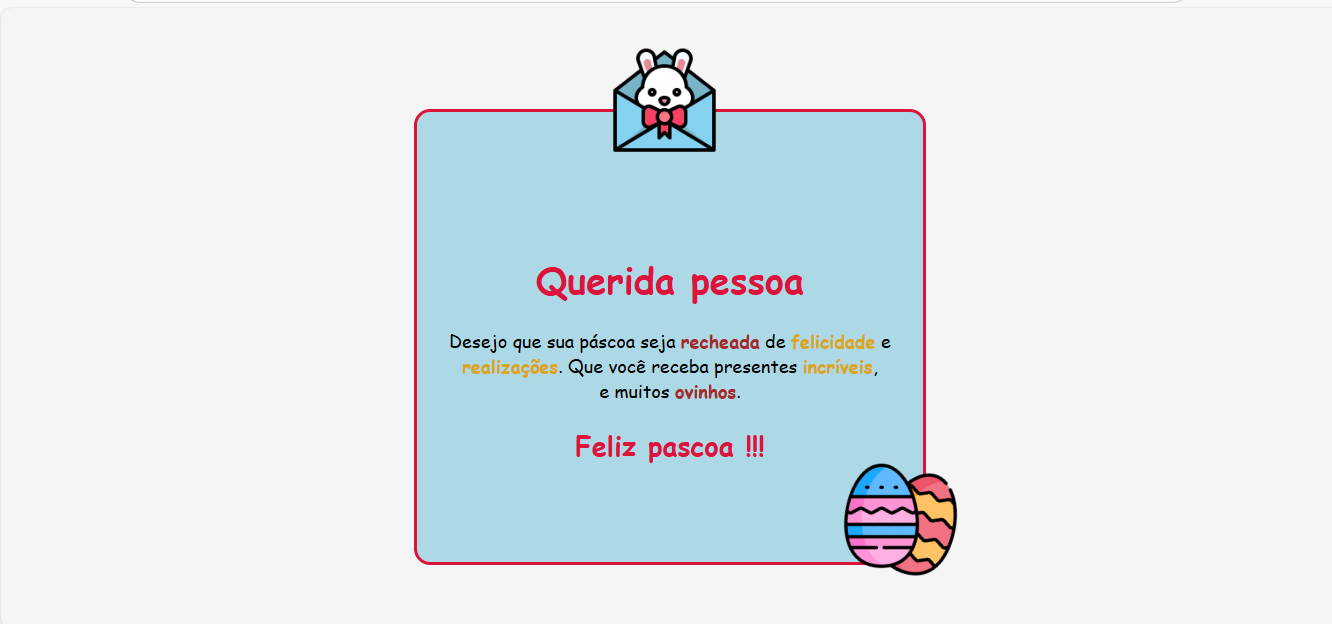 Querida pessoa
Desejo que sua páscoa seja recheada de felicidade e
realizações. Que você receba presentes incríveis,
e muitos ovinhos.
Feliz pascoa !!!